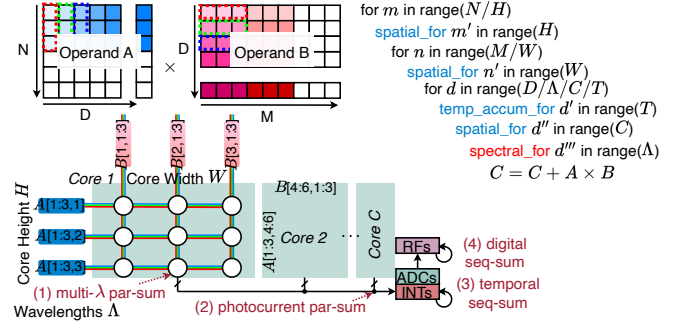 N
Operand A
D
×
D
Operand B
M
for m in range(N/H)
spatial_for m′ in range(H)
for n in range(M/W)
spatial_for n′ in range(W)
for d in range(D/Λ/C/T)
temp_accum_for d′ in range(T)
spatial_for d″ in range(C)
spectral_for d‴ in range(Λ)
C = C + A × B
B[1,1:3]
B[2,1:3]
B[3,1:3]
Core 1
Core Width W
Core Height H
A[1:3,1]
A[1:3,2]
A[1:3,3]
B[4:6,1:3]
A[1:3,4:6]
Core 2
...
Core C
RFs
ADCs
INTs
(4) digital
seq-sum
(3) temporal
seq-sum
(1) multi-λ par-sum
(2) photocurrent par-sum
Wavelengths Λ